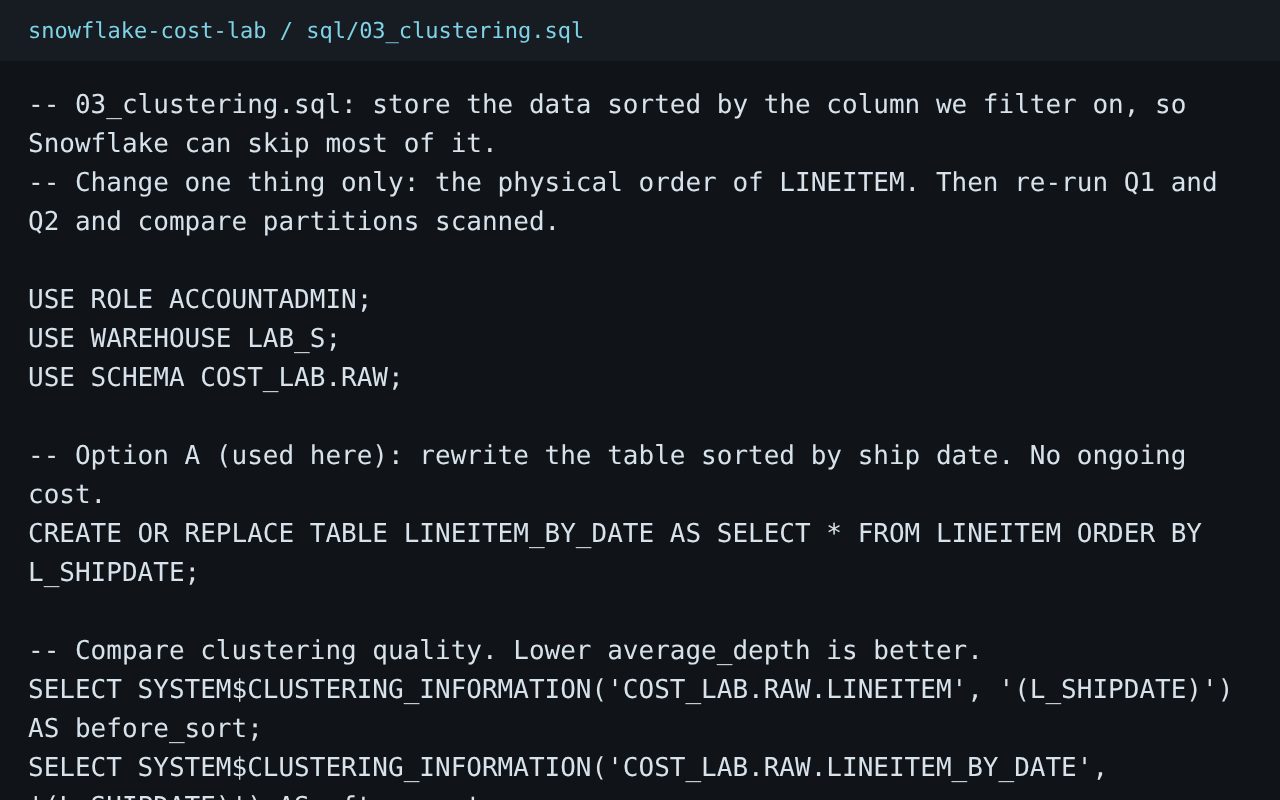 snowflake-cost-lab / sql/03_clustering.sql
-- 03_clustering.sql: store the data sorted by the column we filter on, so
Snowflake can skip most of it.
-- Change one thing only: the physical order of LINEITEM. Then re-run Q1 and
Q2 and compare partitions scanned.
USE ROLE ACCOUNTADMIN;
USE WAREHOUSE LAB_S;
USE SCHEMA COST_LAB.RAW;
-- Option A (used here): rewrite the table sorted by ship date. No ongoing
cost.
CREATE OR REPLACE TABLE LINEITEM_BY_DATE AS SELECT * FROM LINEITEM ORDER BY
L_SHIPDATE;
-- Compare clustering quality. Lower average_depth is better.
SELECT SYSTEM$CLUSTERING_INFORMATION('COST_LAB.RAW.LINEITEM', '(L_SHIPDATE)')
AS before_sort;
SELECT SYSTEM$CLUSTERING_INFORMATION('COST_LAB.RAW.LINEITEM_BY_DATE',